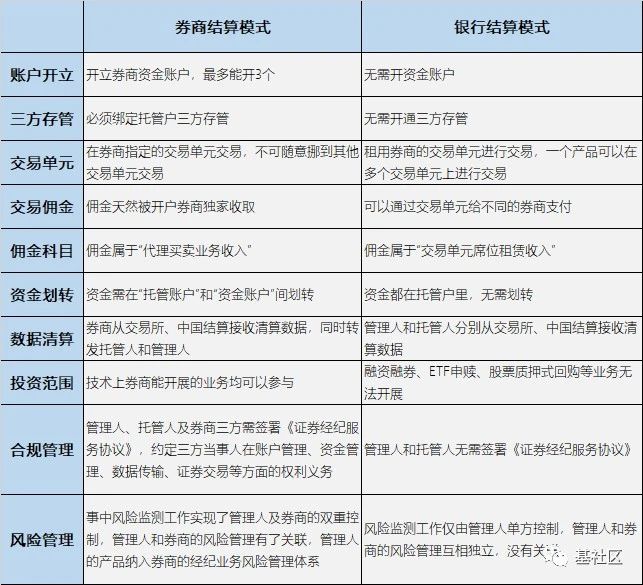 券商结算模式 银行结算模式
账户开立 开立券商资金账户，最多能开3个 无需开资金账户
三方存管 必须绑定托管户三方存管 无需开通三方存管
交易单元
在券商指定的交易单元交易，不可随意挪到其他
交易单元交易
租用券商的交易单元进行交易，一个产品可以在
多个交易单元上进行交易
交易佣金 佣金天然被开户券商独家收取 可以通过交易单元给不同的券商支付
佣金科目 佣金属于“代理买卖业务收入” 佣金属于“交易单元席位租赁收入”
资金划转 资金需在“托管账户”和“资金账户”间划转 资金都在托管户里，无需划转
数据清算
券商从交易所、中国结算接收清算数据，同时转
发托管人和管理人
管理人和托管人分别从交易所、中国结算接收清
算数据
投资范围 技术上券商能开展的业务均可以参与
融资融券、ETF申赎、股票质押式回购等业务无
法开展
合规管理
管理人、托管人及券商三方需签署《证券经纪服
务协议》，约定三方当事人在账户管理、资金管
理、数据传输、证券交易等方面的权利义务
管理人和托管人无需签署《证券经纪服务协议》
风险管理
事中风险监测工作实现了管理人及券商的双重控
制，管理人和券商的风险管理有了关联，管理人
的产品纳入券商的经纪业务风险管理体系
风险监测工作仅由管理人单方控制，管理人和券
商的风险管理互相独立，没有关
基社区